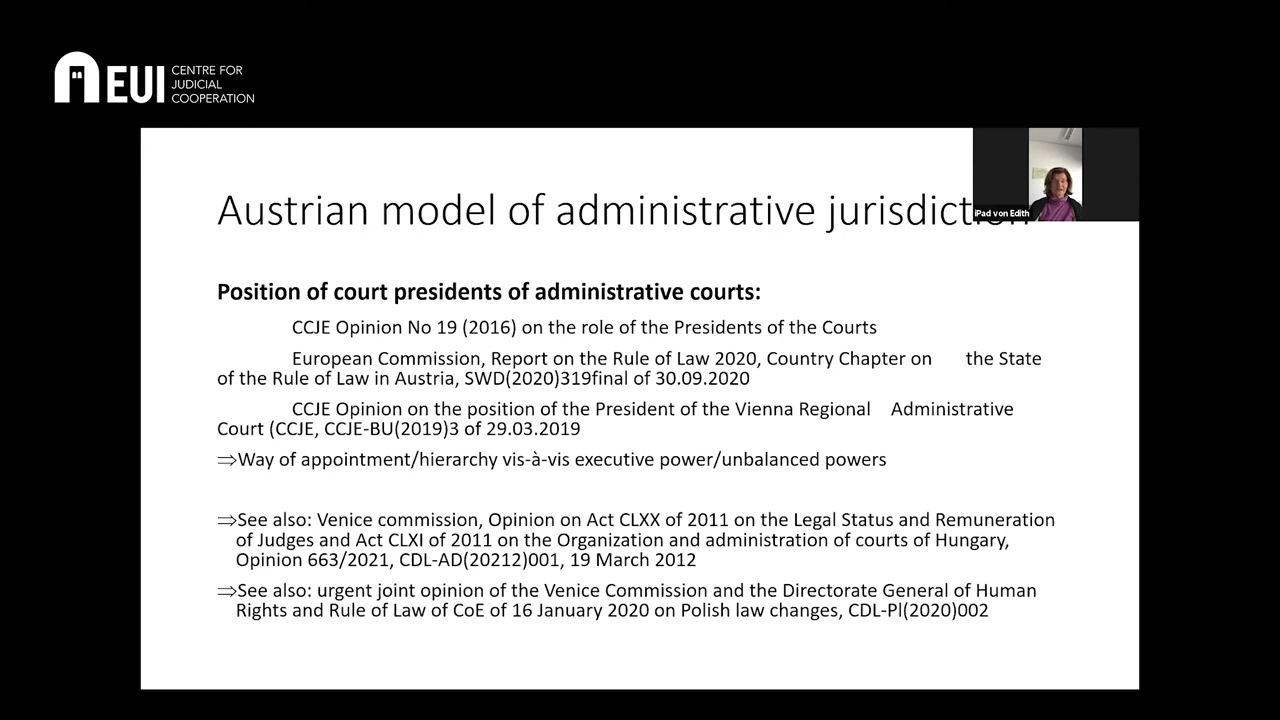 EUI
CENTRE FOR
JUDICIAL
COOPERATION
iPad von Edith
Austrian model of administrative jurisdiction
Position of court presidents of administrative courts:
CCJE Opinion No 19 (2016) on the role of the Presidents of the Courts
European Commission, Report on the Rule of Law 2020, Country Chapter on the State
of the Rule of Law in Austria, SWD(2020)319final of 30.09.2020
CCJE Opinion on the position of the President of the Vienna Regional Administrative
Court (CCJE, CCJE-BU(2019)3 of 29.03.2019
⇒Way of appointment/hierarchy vis-à-vis executive power/unbalanced powers
⇒See also: Venice commission, Opinion on Act CLXX of 2011 on the Legal Status and Remuneration
of Judges and Act CLXI of 2011 on the Organization and administration of courts of Hungary,
Opinion 663/2021, CDL-AD(20212)001, 19 March 2012
⇒See also: urgent joint opinion of the Venice Commission and the Directorate General of Human
Rights and Rule of Law of CoE of 16 January 2020 on Polish law changes, CDL-Pl(2020)002